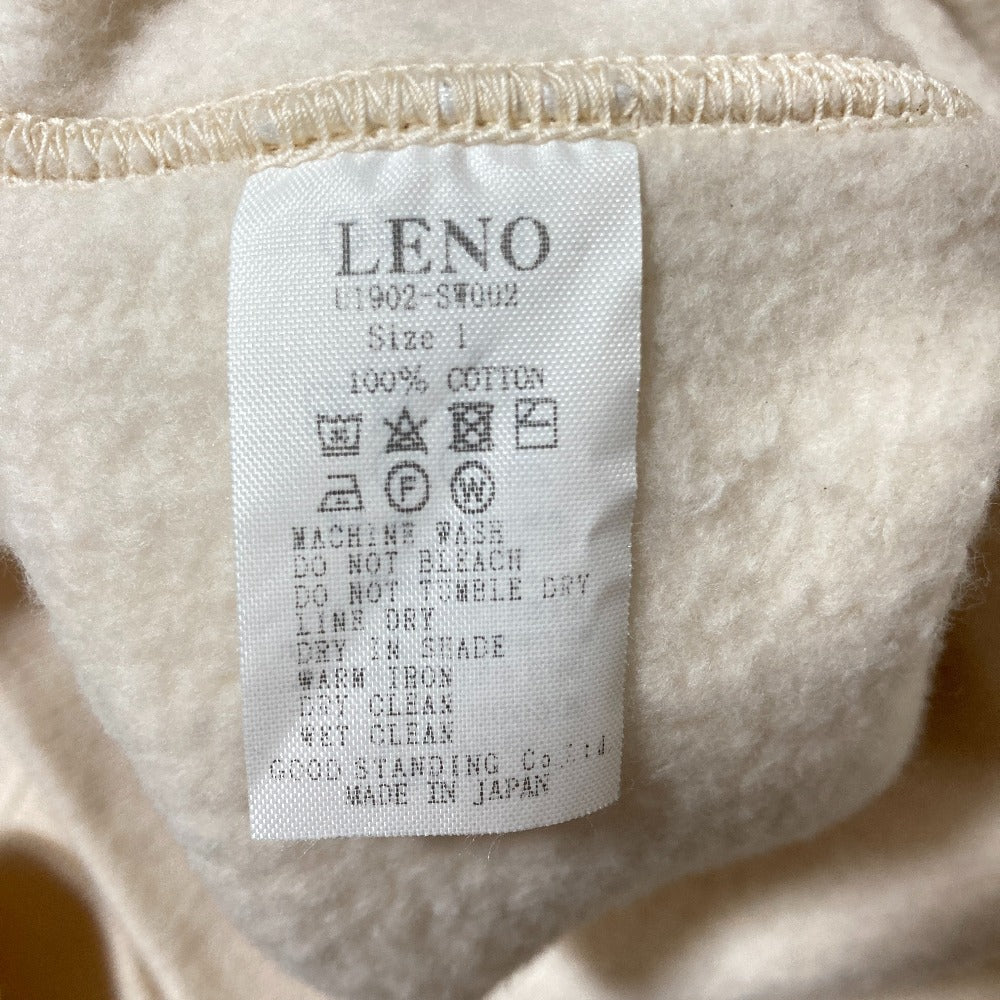 LENO
U1902-SW002
Size 1
100% COTTON
F W
MACHINE WASH
DO NOT BLEACH
DO NOT TUMBLE DRY
LINE DRY
DRY IN SHADE
WARM IRON
DRY CLEAN
WET CLEAN
GOOD STANDING Co.,Ltd
MADE IN JAPAN